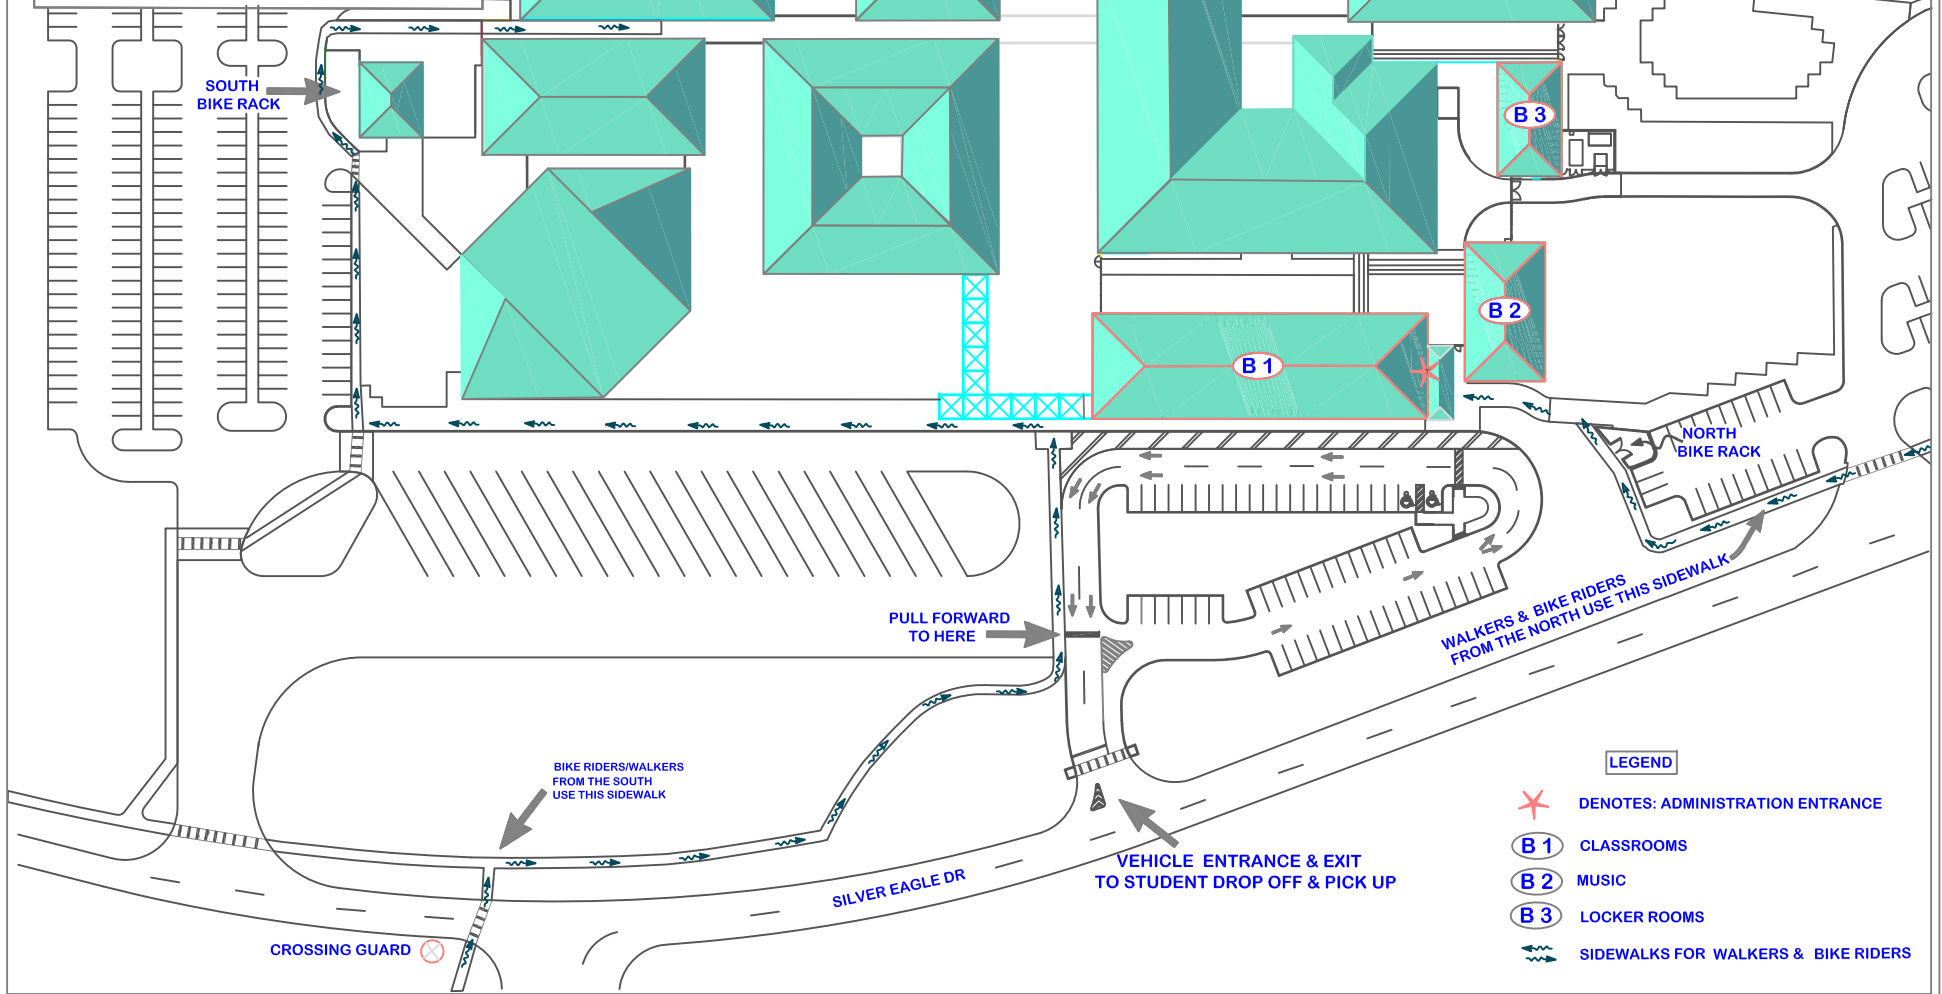 SOUTH
BIKE RACK
B 3
B 2
B 1
NORTH
BIKE RACK
PULL FORWARD
TO HERE
WALKERS & BIKE RIDERS
FROM THE NORTH USE THIS SIDEWALK
BIKE RIDERS/WALKERS
FROM THE SOUTH
USE THIS SIDEWALK
VEHICLE ENTRANCE & EXIT
TO STUDENT DROP OFF & PICK UP
SILVER EAGLE DR
CROSSING GUARD
LEGEND
DENOTES: ADMINISTRATION ENTRANCE
B 1 CLASSROOMS
B 2 MUSIC
B 3 LOCKER ROOMS
SIDEWALKS FOR WALKERS & BIKE RIDERS